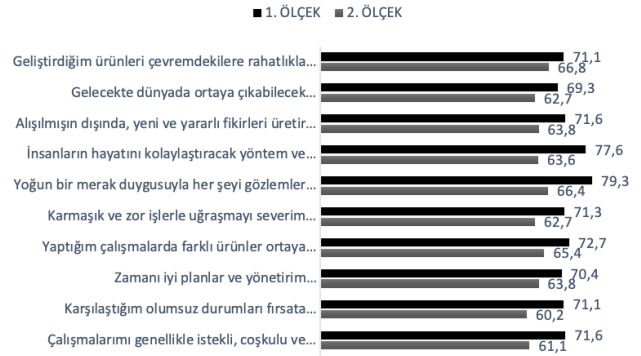 1. ÖLÇEK 2. ÖLÇEK
Geliştirdiğim ürünleri çevremdekilere rahatlıkla... 71,1
66,8
Gelecekte dünyada ortaya çıkabilecek... 69,3
62,7
Alışılmışın dışında, yeni ve yararlı fikirleri üretir... 71,6
63,8
İnsanların hayatını kolaylaştıracak yöntem ve... 77,6
63,6
Yoğun bir merak duygusuyla her şeyi gözlemler... 79,3
66,4
Karmaşık ve zor işlerle uğraşmayı severim... 71,3
62,7
Yaptığım çalışmalarda farklı ürünler ortaya... 72,7
65,4
Zamanı iyi planlar ve yönetirim... 70,4
63,8
Karşılaştığım olumsuz durumları fırsata... 71,1
60,2
Çalışmalarımı genellikle istekli, coşkulu ve... 71,6
61,1